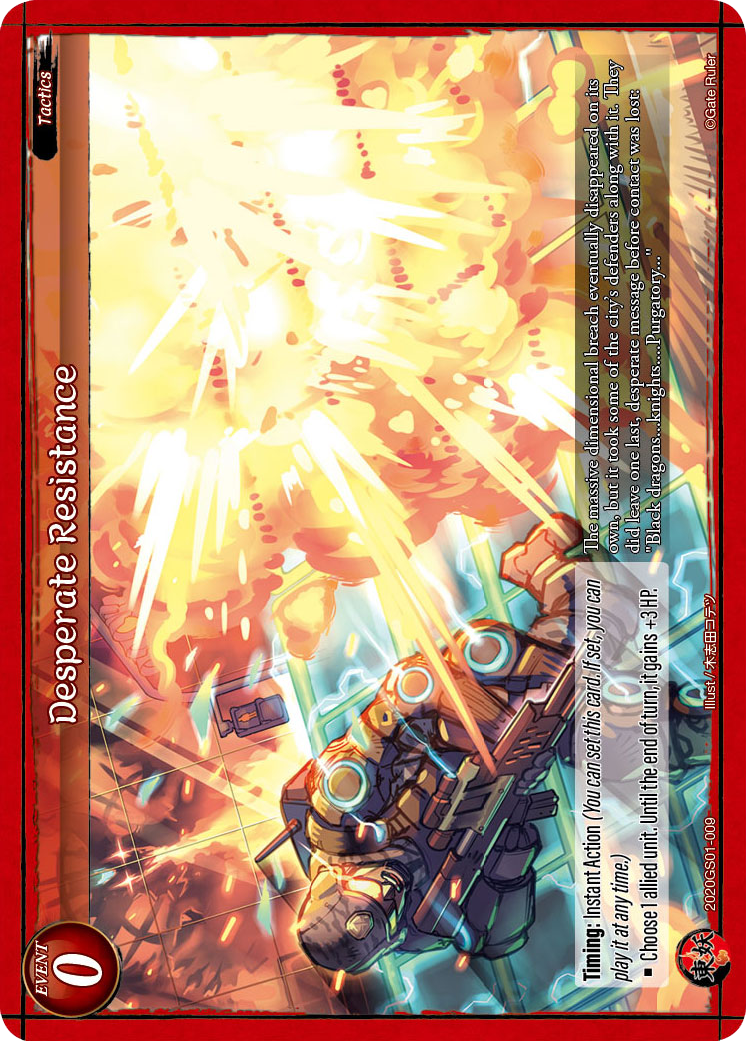 EVENT
0
Desperate Resistance
Tactics
Timing: Instant Action (You can set this card. If set, you can
play it at any time.)
■ Choose 1 allied unit. Until the end of turn, it gains +3 HP.
The massive dimensional breach eventually disappeared on its
own, but it took some of the city's defenders along with it. They
did leave one last, desperate message before contact was lost:
"Black dragons...knights.....Purgatory..."
東妖
2020GS01-009
Illust / 木志田コテツ
©Gate Ruler